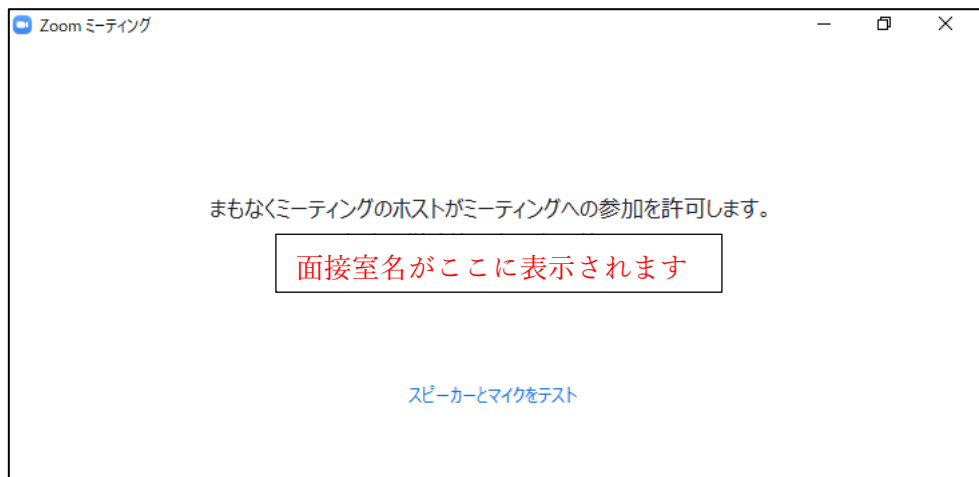 Zoom ミーティング
まもなくミーティングのホストがミーティングへの参加を許可します。
面接室名がここに表示されます
スピーカーとマイクをテスト